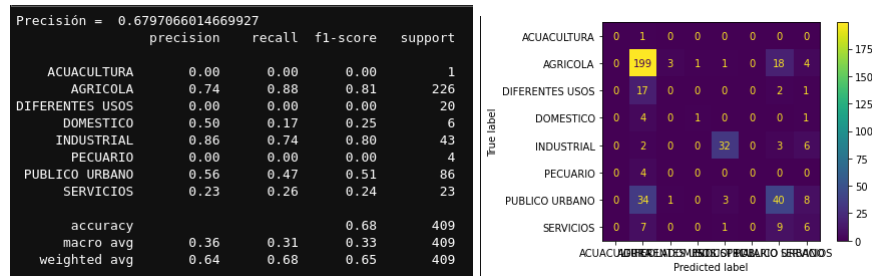 Precisión = 0.6797066014669927
precision recall f1-score support
ACUACULTURA 0.00 0.00 0.00 1
AGRICOLA 0.74 0.88 0.81 226
DIFERENTES USOS 0.00 0.00 0.00 20
DOMESTICO 0.50 0.17 0.25 6
INDUSTRIAL 0.86 0.74 0.80 43
PECUARIO 0.00 0.00 0.00 4
PUBLICO URBANO 0.56 0.47 0.51 86
SERVICIOS 0.23 0.26 0.24 23
accuracy 0.68 409
macro avg 0.36 0.31 0.33 409
weighted avg 0.64 0.68 0.65 409
True label
ACUACULTURA 0 1 0 0 0 0 0 0
AGRICOLA 0 199 3 1 1 0 18 4
DIFERENTES USOS 0 17 0 0 0 0 2 1
DOMESTICO 0 4 0 1 0 0 0 1
INDUSTRIAL 0 2 0 0 32 0 3 6
PECUARIO 0 4 0 0 0 0 0 0
PUBLICO URBANO 0 34 1 0 3 0 40 8
SERVICIOS 0 7 0 0 1 0 9 6
Predicted label
175
150
125
100
75
50
25
0